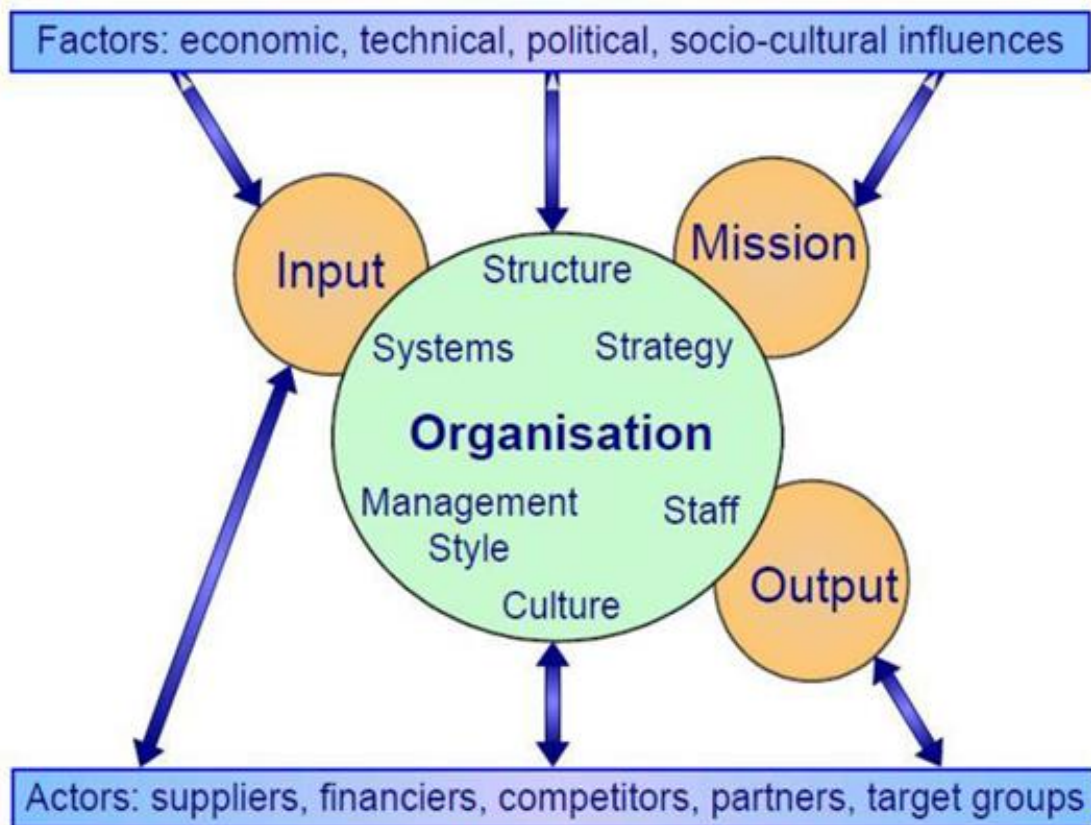 Factors: economic, technical, political, socio-cultural influences
Input
Mission
Structure
Systems
Strategy
Organisation
Management
Style
Staff
Culture
Output
Actors: suppliers, financiers, competitors, partners, target groups